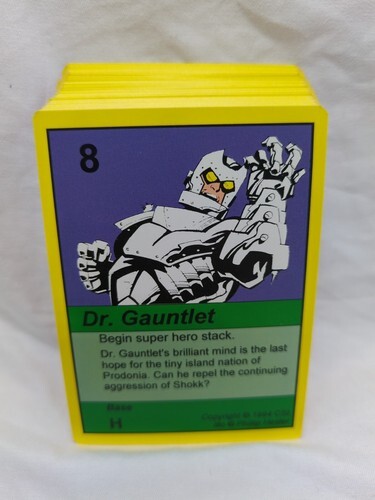 8
Dr. Gauntlet
Begin super hero stack.
Dr. Gauntlet's brilliant mind is the last
hope for the tiny island nation of
Prodonia. Can he repel the continuing
aggression of Shokk?
Base
H
Copyright ©